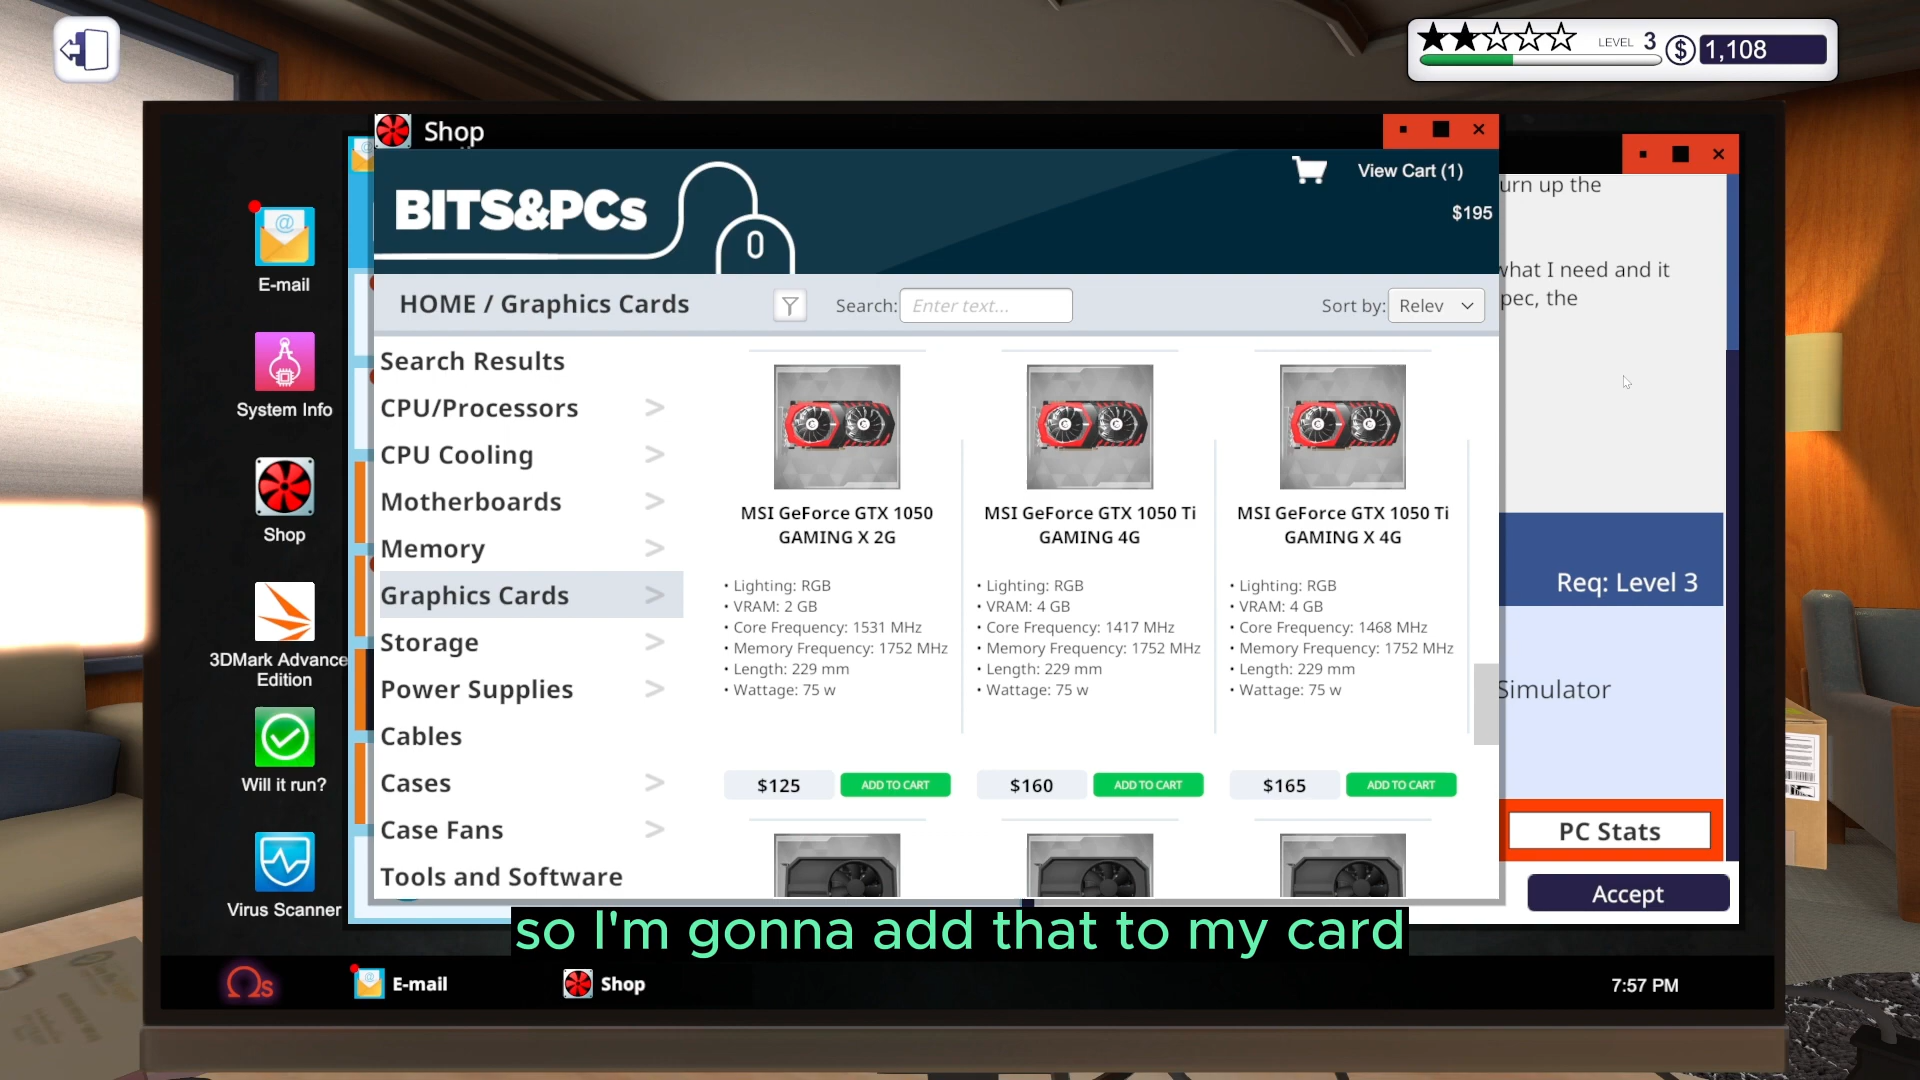 LEVEL 3
$ 1,108
Shop
View Cart (1)
$195
BITS&PCs
HOME / Graphics Cards
Search:
Enter text...
Sort by:
Relev
Search Results
CPU/Processors
CPU Cooling
Motherboards
Memory
Graphics Cards
Storage
Power Supplies
Cables
Cases
Case Fans
Tools and Software
MSI GeForce GTX 1050
GAMING X 2G
• Lighting: RGB
• VRAM: 2 GB
• Core Frequency: 1531 MHz
• Memory Frequency: 1752 MHz
• Length: 229 mm
• Wattage: 75 w
$125
ADD TO CART
MSI GeForce GTX 1050 Ti
GAMING 4G
• Lighting: RGB
• VRAM: 4 GB
• Core Frequency: 1417 MHz
• Memory Frequency: 1752 MHz
• Length: 229 mm
• Wattage: 75 w
$160
ADD TO CART
MSI GeForce GTX 1050 Ti
GAMING X 4G
• Lighting: RGB
• VRAM: 4 GB
• Core Frequency: 1468 MHz
• Memory Frequency: 1752 MHz
• Length: 229 mm
• Wattage: 75 w
$165
ADD TO CART
E-mail
System Info
Shop
3DMark Advance
Edition
Will it run?
Virus Scanner
urn up the
what I need and it
pec, the
Req: Level 3
Simulator
PC Stats
Accept
so I'm gonna add that to my card
Ωs
E-mail
Shop
7:57 PM